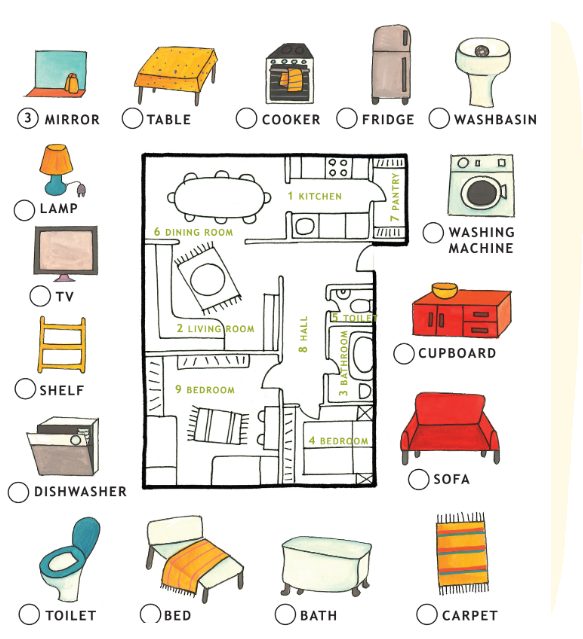 3 MIRROR
TABLE
COOKER
FRIDGE
WASHBASIN
LAMP
1 KITCHEN
7 PANTRY
6 DINING ROOM
WASHING
MACHINE
TV
5 TOILET
2 LIVING ROOM
8 HALL
3 BATHROOM
CUPBOARD
SHELF
9 BEDROOM
4 BEDROOM
SOFA
DISHWASHER
TOILET
BED
BATH
CARPET